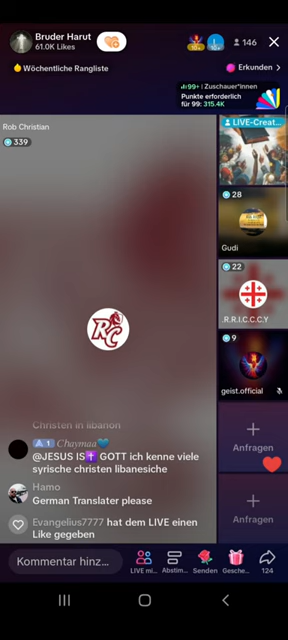 Bruder Harut
61.0K Likes
10+
10+
146
Wöchentliche Rangliste
Erkunden >
99+ | Zuschauer*innen
Punkte erforderlich
für 99: 315.4K
Rob Christian
339
RC
LIVE-Creat...
28
Gudi
22
.R.R.I.C.C.C.Y
9
geist.official
Anfragen
Anfragen
Christen in libanon
1 Chaymaa💙
@JESUS IS✝️ GOTT ich kenne viele
syrische christen libanesiche
Hamo
German Translater please
Evangelius7777 hat dem LIVE einen
Like gegeben
Kommentar hinz...
LIVE mi...
Abstim...
Senden
Gesche...
124